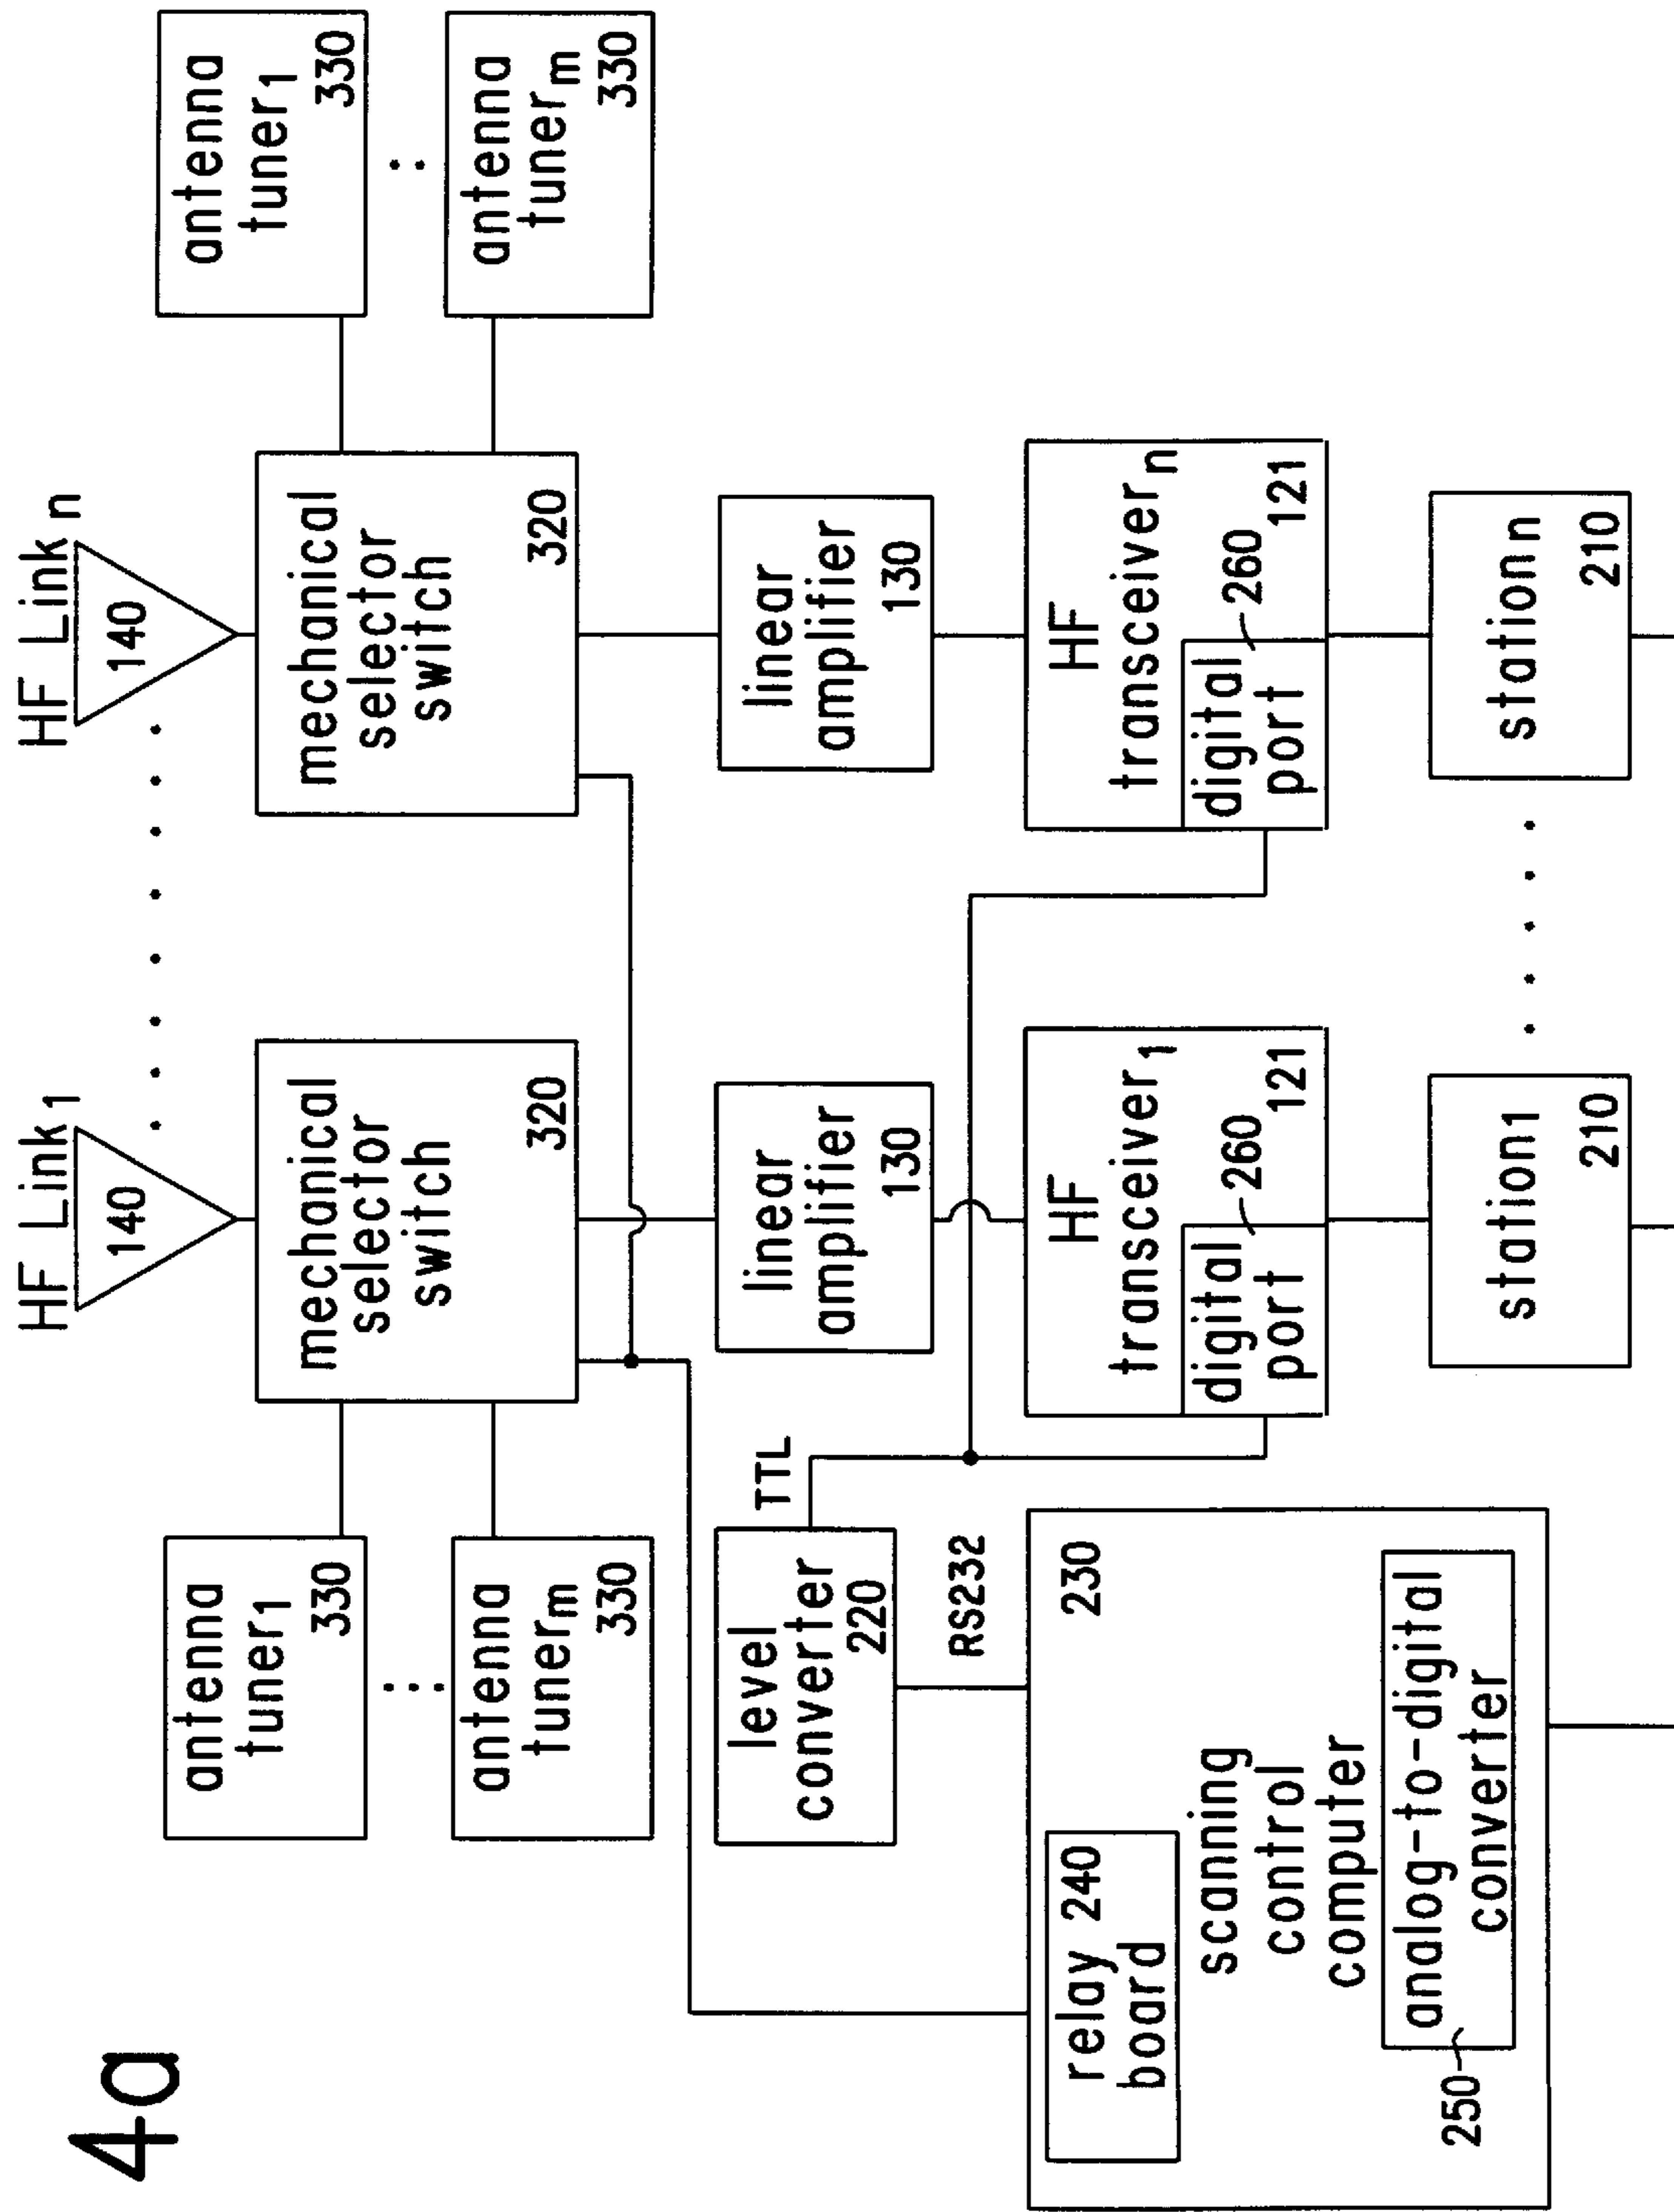 4a
HF Link1
140
HF Link n
140
antenna
tuner1
330
antenna
tunerm
330
mechanical
selector
switch
320
mechanical
selector
switch
320
antenna
tuner1
330
antenna
tunerm
330
level
converter
220
TTL
RS232
linear
amplifier
130
linear
amplifier
130
relay
board
240
230
scanning
control
computer
analog-to-digital
converter
250
HF
transceiver1
121
digital
port
260
HF
transceivern
121
digital
port
260
station1
210
stationn
210